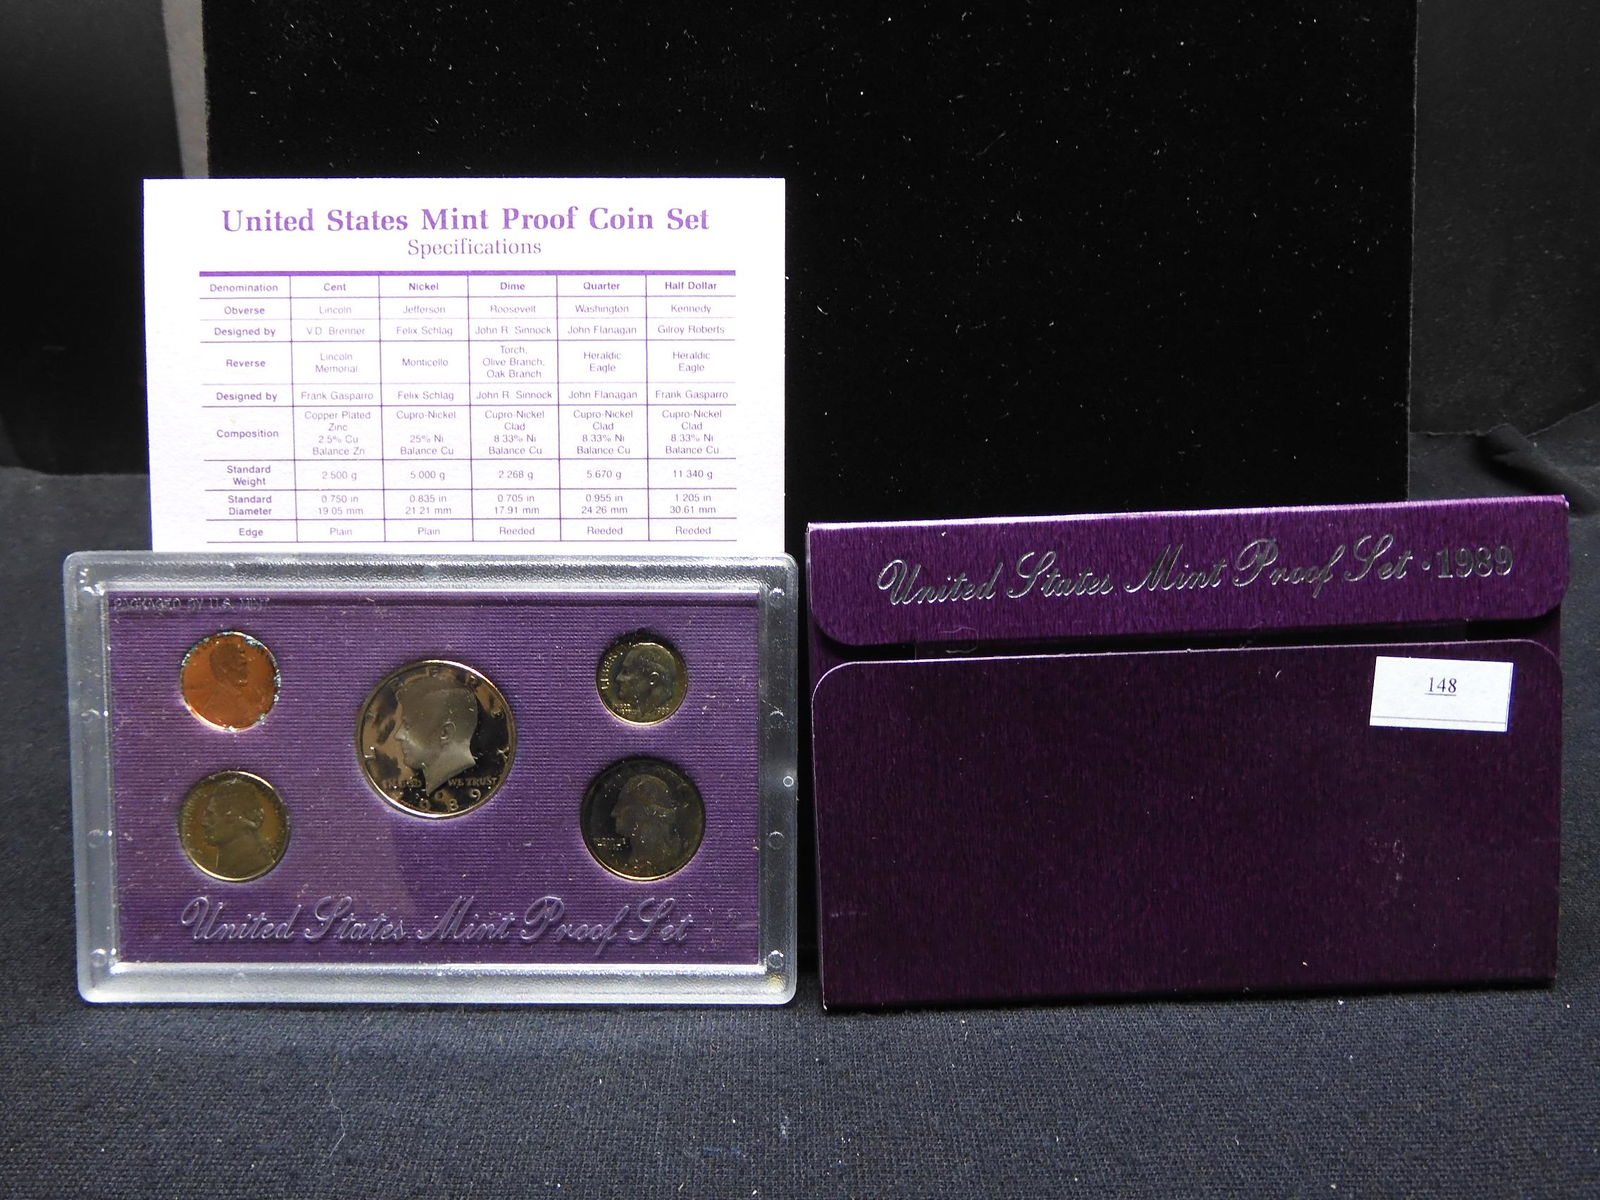 United States Mint Proof Coin Set
Specifications
Denomination Cent Nickel Dime Quarter Half Dollar
Obverse Lincoln Jefferson Roosevelt Washington Kennedy
Designed by V.D. Brenner Felix Schlag John R. Sinnock John Flanagan Gilroy Roberts
Reverse Lincoln Memorial Monticello Torch, Olive Branch, Oak Branch Heraldic Eagle Heraldic Eagle
Designed by Frank Gasparro Felix Schlag John R. Sinnock John Flanagan Frank Gasparro
Composition Copper Plated Zinc 2.5% Cu Balance Zn Cupro-Nickel 25% Ni Balance Cu Cupro-Nickel Clad 8.33% Ni Balance Cu Cupro-Nickel Clad 8.33% Ni Balance Cu Cupro-Nickel Clad 8.33% Ni Balance Cu
Standard Weight 2.500 g 5.000 g 2.268 g 5.670 g 11.340 g
Standard Diameter 0.750 in 19.05 mm 0.835 in 21.21 mm 0.705 in 17.91 mm 0.955 in 24.26 mm 1.205 in 30.61 mm
Edge Plain Plain Reeded Reeded Reeded
PACKAGED BY U.S. MINT
WE TRUST
1989
United States Mint Proof Set
United States Mint Proof Set · 1989
148